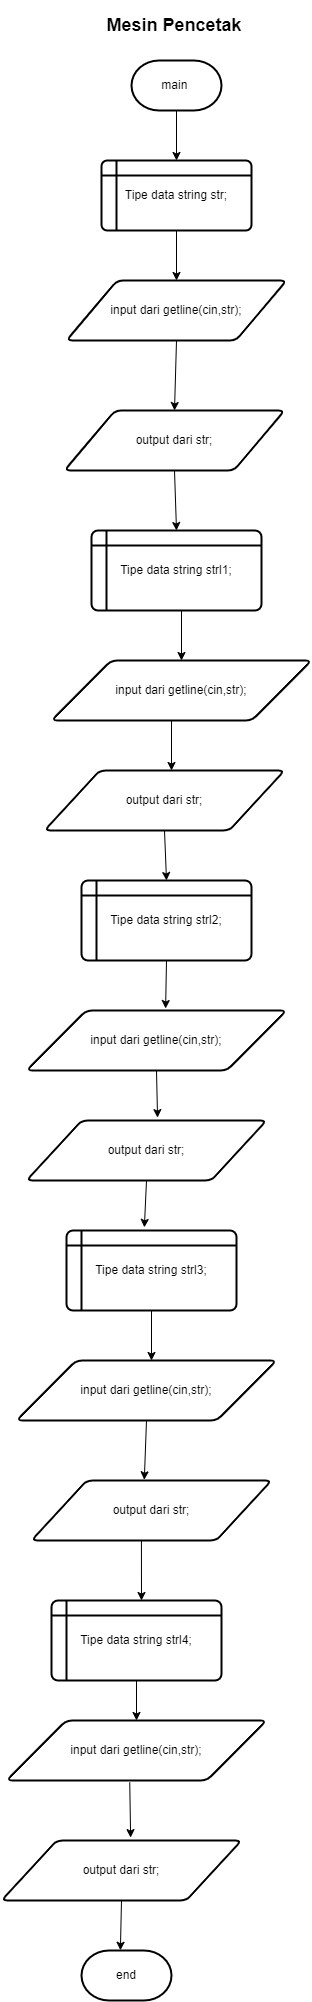 Mesin Pencetak
main
Tipe data string str;
input dari getline(cin,str);
output dari str;
Tipe data string strl1;
input dari getline(cin,str);
output dari str;
Tipe data string strl2;
input dari getline(cin,str);
output dari str;
Tipe data string strl3;
input dari getline(cin,str);
output dari str;
Tipe data string strl4;
input dari getline(cin,str);
output dari str;
end